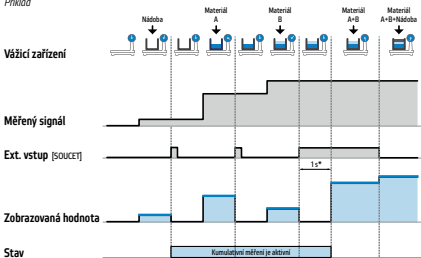 Příklad
Nádoba
Materiál
A
Materiál
B
Materiál
A+B
Materiál
A+B+Nádoba
Vážicí zařízení
Měřený signál
Ext. vstup [SOUCET]
1s*
Zobrazovaná hodnota
Stav
Kumulativní měření je aktivní